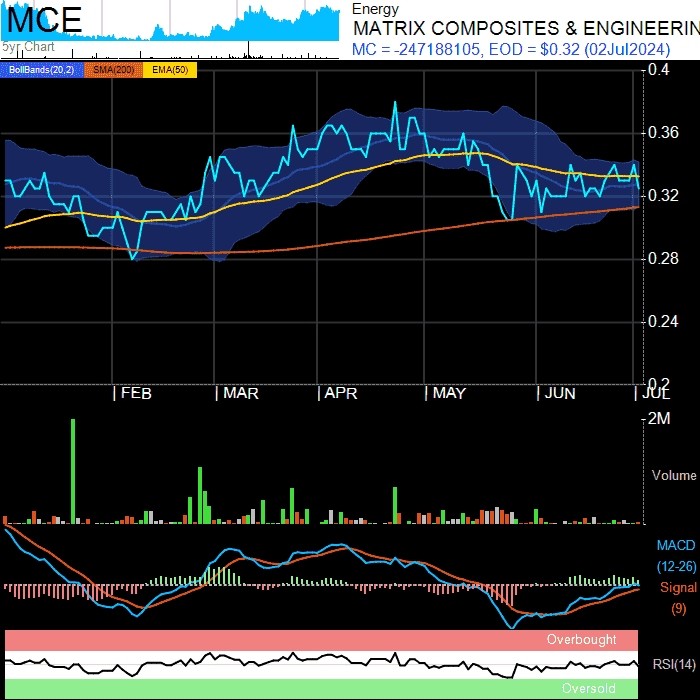 MCE
5yr Chart
Energy
MATRIX COMPOSITES & ENGINEERIN
MC = -247188105, EOD = $0.32 (02Jul2024)
BollBands(20,2) SMA(200) EMA(50)
0.4
0.36
0.32
0.28
0.24
0.2
FEB MAR APR MAY JUN JUL
2M
Volume
MACD
(12-26)
Signal
(9)
Overbought
RSI(14)
Oversold